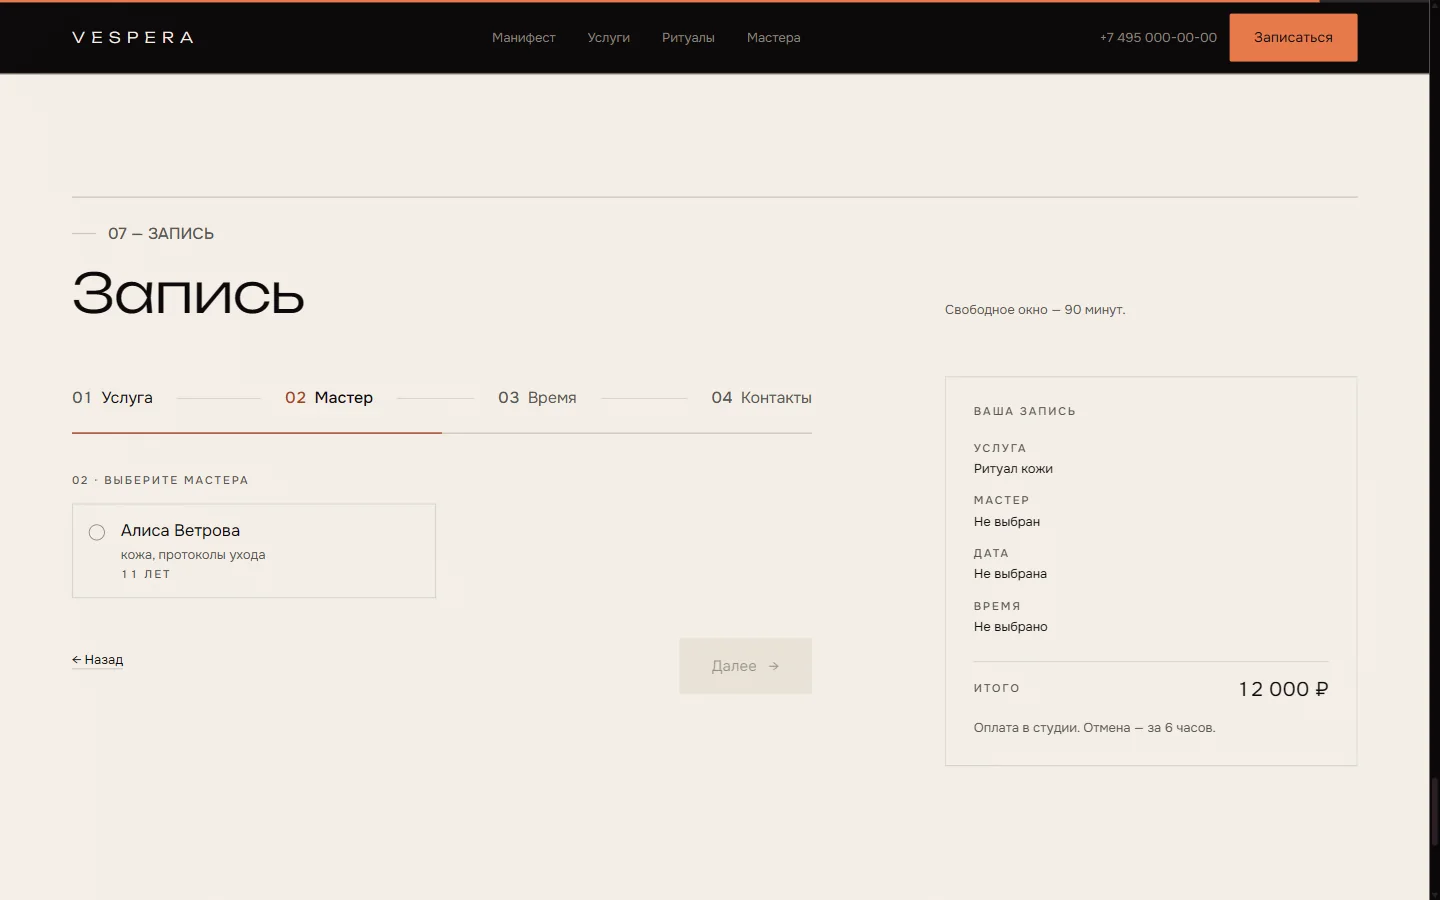 VESPERA
Манифест
Услуги
Ритуалы
Мастера
+7 495 000-00-00
Записаться
07 — ЗАПИСЬ
Запись
Свободное окно — 90 минут.
01 Услуга
02 Мастер
03 Время
04 Контакты
02 · ВЫБЕРИТЕ МАСТЕРА
Алиса Ветрова
кожа, протоколы ухода
11 ЛЕТ
← Назад
Далее →
ВАША ЗАПИСЬ
УСЛУГА
Ритуал кожи
МАСТЕР
Не выбран
ДАТА
Не выбрана
ВРЕМЯ
Не выбрано
ИТОГО
12 000 ₽
Оплата в студии. Отмена — за 6 часов.